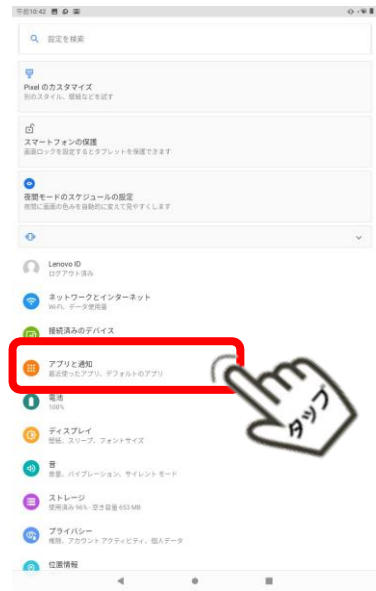 午前10:42
設定を検索
Pixel のカスタマイズ
別のスタイル、壁紙などを試す
スマートフォンの保護
画面ロックを設定するとタブレットを保護できます
夜間モードのスケジュールの設定
夜間に画面の色みを自動的に変えて見やすくします
Lenovo ID
ログアウト済み
ネットワークとインターネット
Wi-Fi、データ使用量
接続済みのデバイス
アプリと通知
最近使ったアプリ、デフォルトのアプリ
タップ
電池
100%
ディスプレイ
壁紙、スリープ、フォントサイズ
音
音量、バイブレーション、サイレント モード
ストレージ
使用済み 96% - 空き容量 653 MB
プライバシー
権限、アカウント アクティビティ、個人データ
位置情報